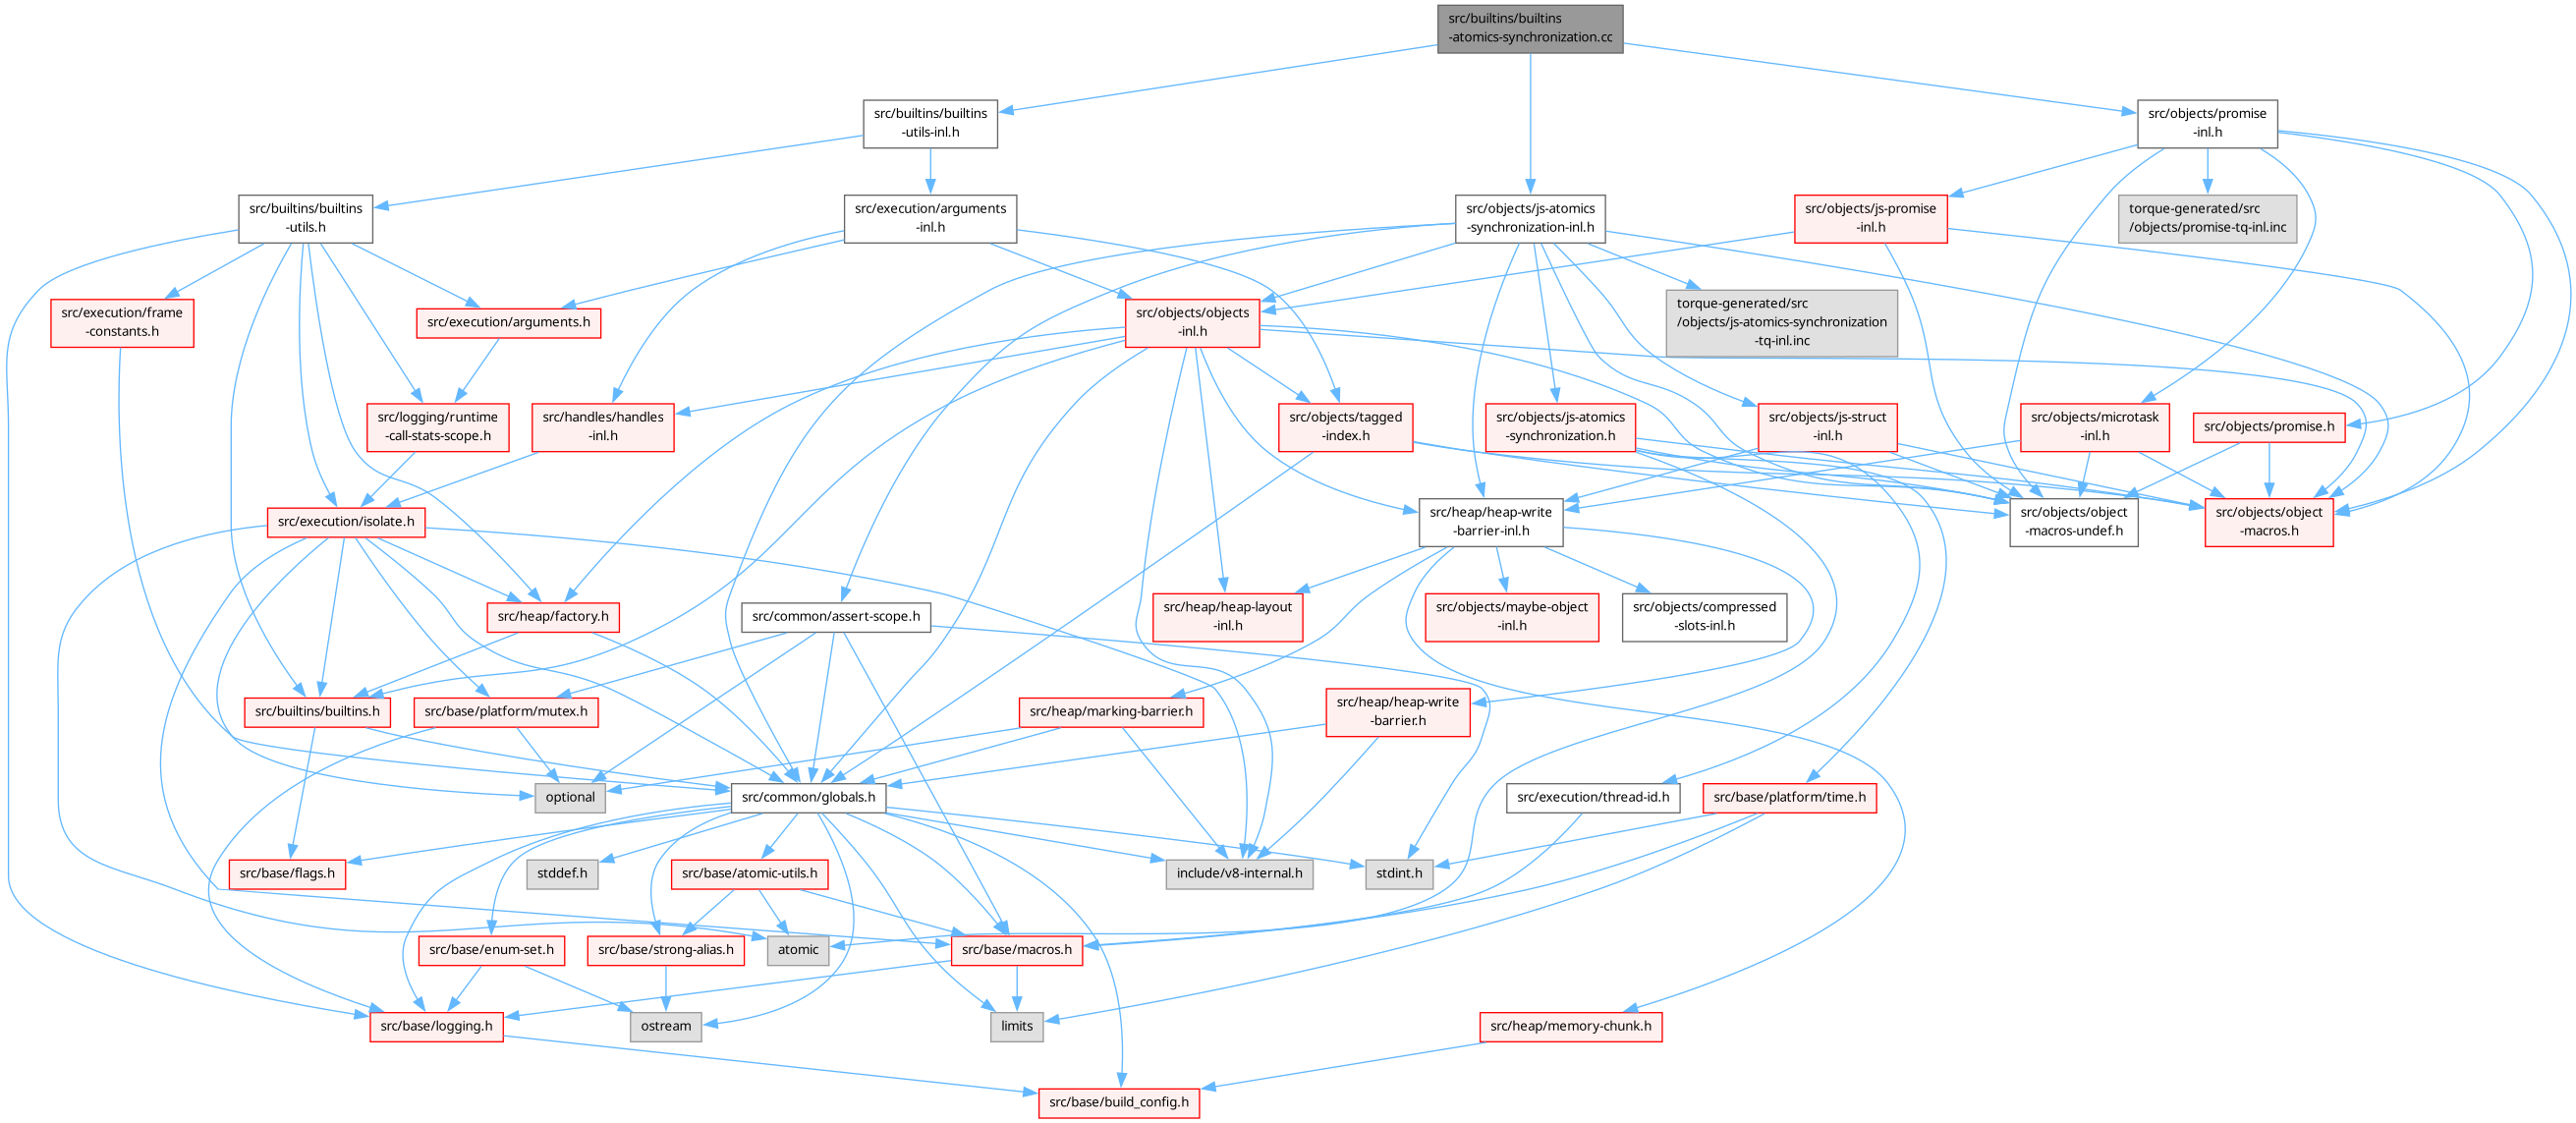 src/builtins/builtins
-atomics-synchronization.cc
src/builtins/builtins
-utils-inl.h
src/objects/promise
-inl.h
src/builtins/builtins
-utils.h
src/execution/arguments
-inl.h
src/objects/js-atomics
-synchronization-inl.h
src/objects/js-promise
-inl.h
torque-generated/src
/objects/promise-tq-inl.inc
src/execution/frame
-constants.h
src/execution/arguments.h
src/objects/objects
-inl.h
torque-generated/src
/objects/js-atomics-synchronization
-tq-inl.inc
src/logging/runtime
-call-stats-scope.h
src/handles/handles
-inl.h
src/objects/tagged
-index.h
src/objects/js-atomics
-synchronization.h
src/objects/js-struct
-inl.h
src/objects/microtask
-inl.h
src/objects/promise.h
src/execution/isolate.h
src/heap/heap-write
-barrier-inl.h
src/objects/object
-macros-undef.h
src/objects/object
-macros.h
src/heap/factory.h
src/common/assert-scope.h
src/heap/heap-layout
-inl.h
src/objects/maybe-object
-inl.h
src/objects/compressed
-slots-inl.h
src/builtins/builtins.h
src/base/platform/mutex.h
src/heap/marking-barrier.h
src/heap/heap-write
-barrier.h
optional
src/common/globals.h
src/execution/thread-id.h
src/base/platform/time.h
src/base/flags.h
stddef.h
src/base/atomic-utils.h
include/v8-internal.h
stdint.h
src/base/enum-set.h
src/base/strong-alias.h
atomic
src/base/macros.h
src/base/logging.h
ostream
limits
src/heap/memory-chunk.h
src/base/build_config.h